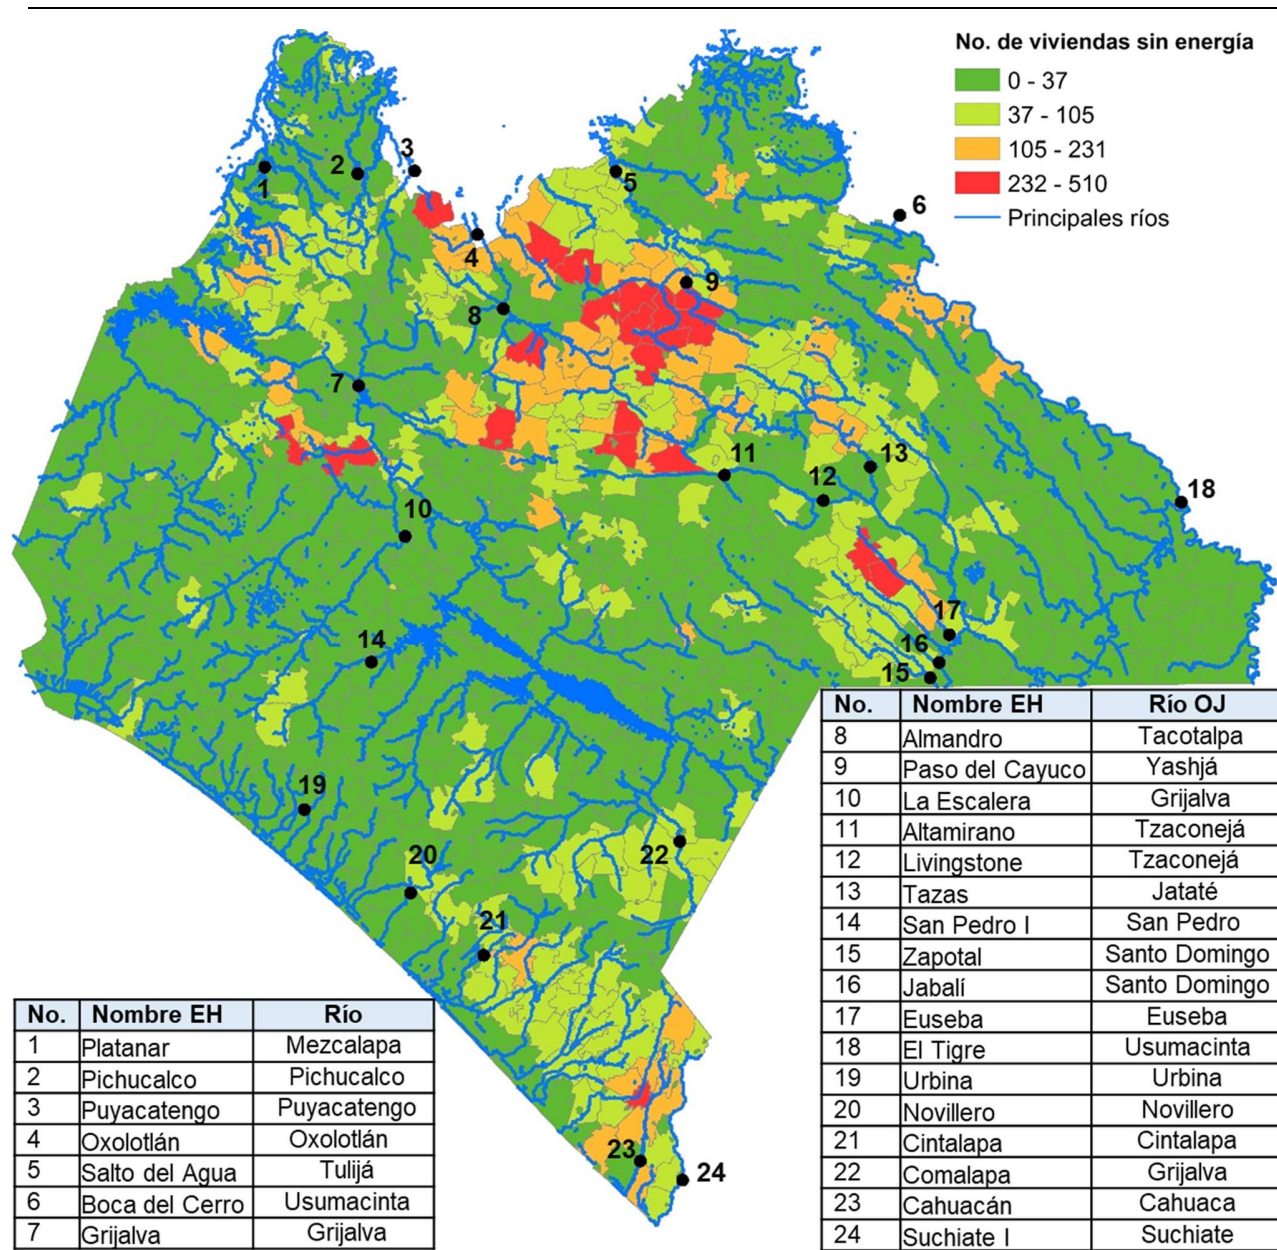 No. de viviendas sin energía
0 - 37
37 - 105
105 - 231
232 - 510
Principales ríos
1
2
3
4
5
6
7
8
9
10
11
12
13
14
15
16
17
18
19
20
21
22
23
24
No. Nombre EH Río
1 Platanar Mezcalapa
2 Pichucalco Pichucalco
3 Puyacatengo Puyacatengo
4 Oxolotlán Oxolotlán
5 Salto del Agua Tulijá
6 Boca del Cerro Usumacinta
7 Grijalva Grijalva
No. Nombre EH Río OJ
8 Almandro Tacotalpa
9 Paso del Cayuco Yashjá
10 La Escalera Grijalva
11 Altamirano Tzaconejá
12 Livingstone Tzaconejá
13 Tazas Jataté
14 San Pedro I San Pedro
15 Zapotal Santo Domingo
16 Jabalí Santo Domingo
17 Euseba Euseba
18 El Tigre Usumacinta
19 Urbina Urbina
20 Novillero Novillero
21 Cintalapa Cintalapa
22 Comalapa Grijalva
23 Cahuacán Cahuaca
24 Suchiate I Suchiate